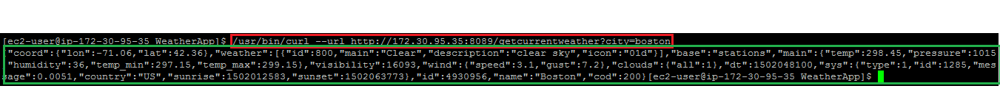 [ec2-user@ip-172-30-95-35 WeatherApp]$ /usr/bin/curl --url http://172.30.95.35:8089/getcurrentweather?city=boston
{"coord":{"lon":-71.06,"lat":42.36},"weather":[{"id":800,"main":"Clear","description":"clear sky","icon":"01d"}],"base":"stations","main":{"temp":298.45,"pressure":1015
"humidity":36,"temp_min":297.15,"temp_max":299.15},"visibility":16093,"wind":{"speed":3.1,"gust":7.2},"clouds":{"all":1},"dt":1502048100,"sys":{"type":1,"id":1285,"mes
sage":0.0051,"country":"US","sunrise":1502012583,"sunset":1502063773},"id":4930956,"name":"Boston","cod":200}[ec2-user@ip-172-30-95-35 WeatherApp]$